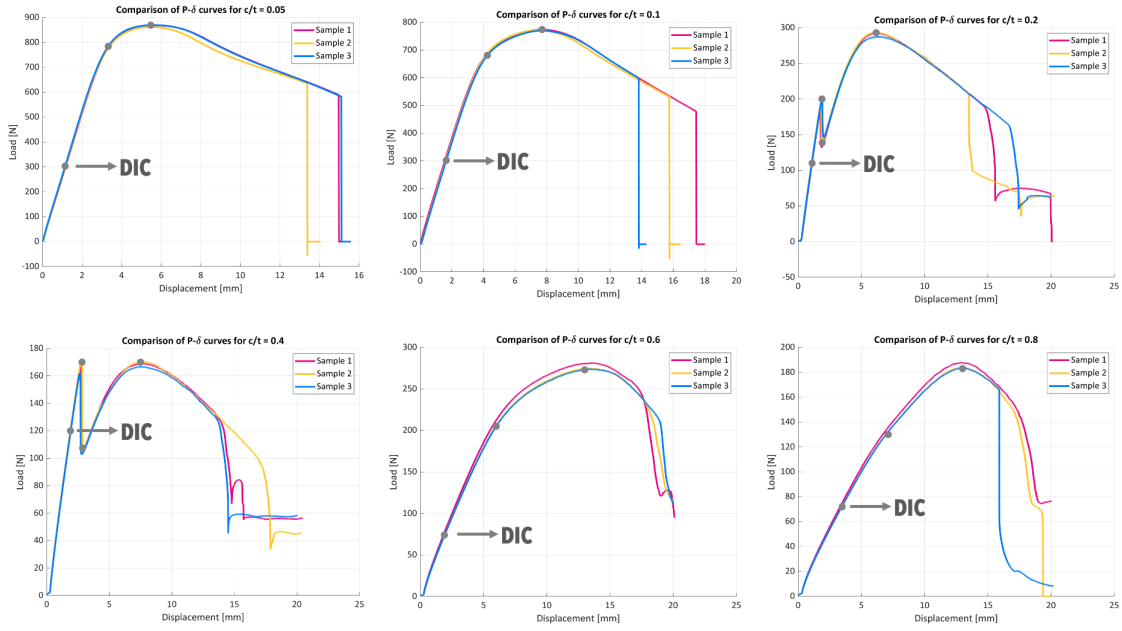 Comparison of P-δ curves for c/t = 0.05
900
800
700
600
500
400
300
200
100
0
-100
Load [N]
DIC
Sample 1
Sample 2
Sample 3
0 2 4 6 8 10 12 14 16
Displacement [mm]
Comparison of P-δ curves for c/t = 0.1
800
700
600
500
400
300
200
100
0
-100
Load [N]
DIC
Sample 1
Sample 2
Sample 3
0 2 4 6 8 10 12 14 16 18 20
Displacement [mm]
Comparison of P-δ curves for c/t = 0.2
300
250
200
150
100
50
0
-50
Load [N]
DIC
Sample 1
Sample 2
Sample 3
0 5 10 15 20 25
Displacement [mm]
Comparison of P-δ curves for c/t = 0.4
180
160
140
120
100
80
60
40
20
0
Load [N]
DIC
Sample 1
Sample 2
Sample 3
0 5 10 15 20 25
Displacement [mm]
Comparison of P-δ curves for c/t = 0.6
300
250
200
150
100
50
0
Load [N]
DIC
Sample 1
Sample 2
Sample 3
0 5 10 15 20 25
Displacement [mm]
Comparison of P-δ curves for c/t = 0.8
200
180
160
140
120
100
80
60
40
20
0
Load [N]
DIC
Sample 1
Sample 2
Sample 3
0 5 10 15 20 25
Displacement [mm]